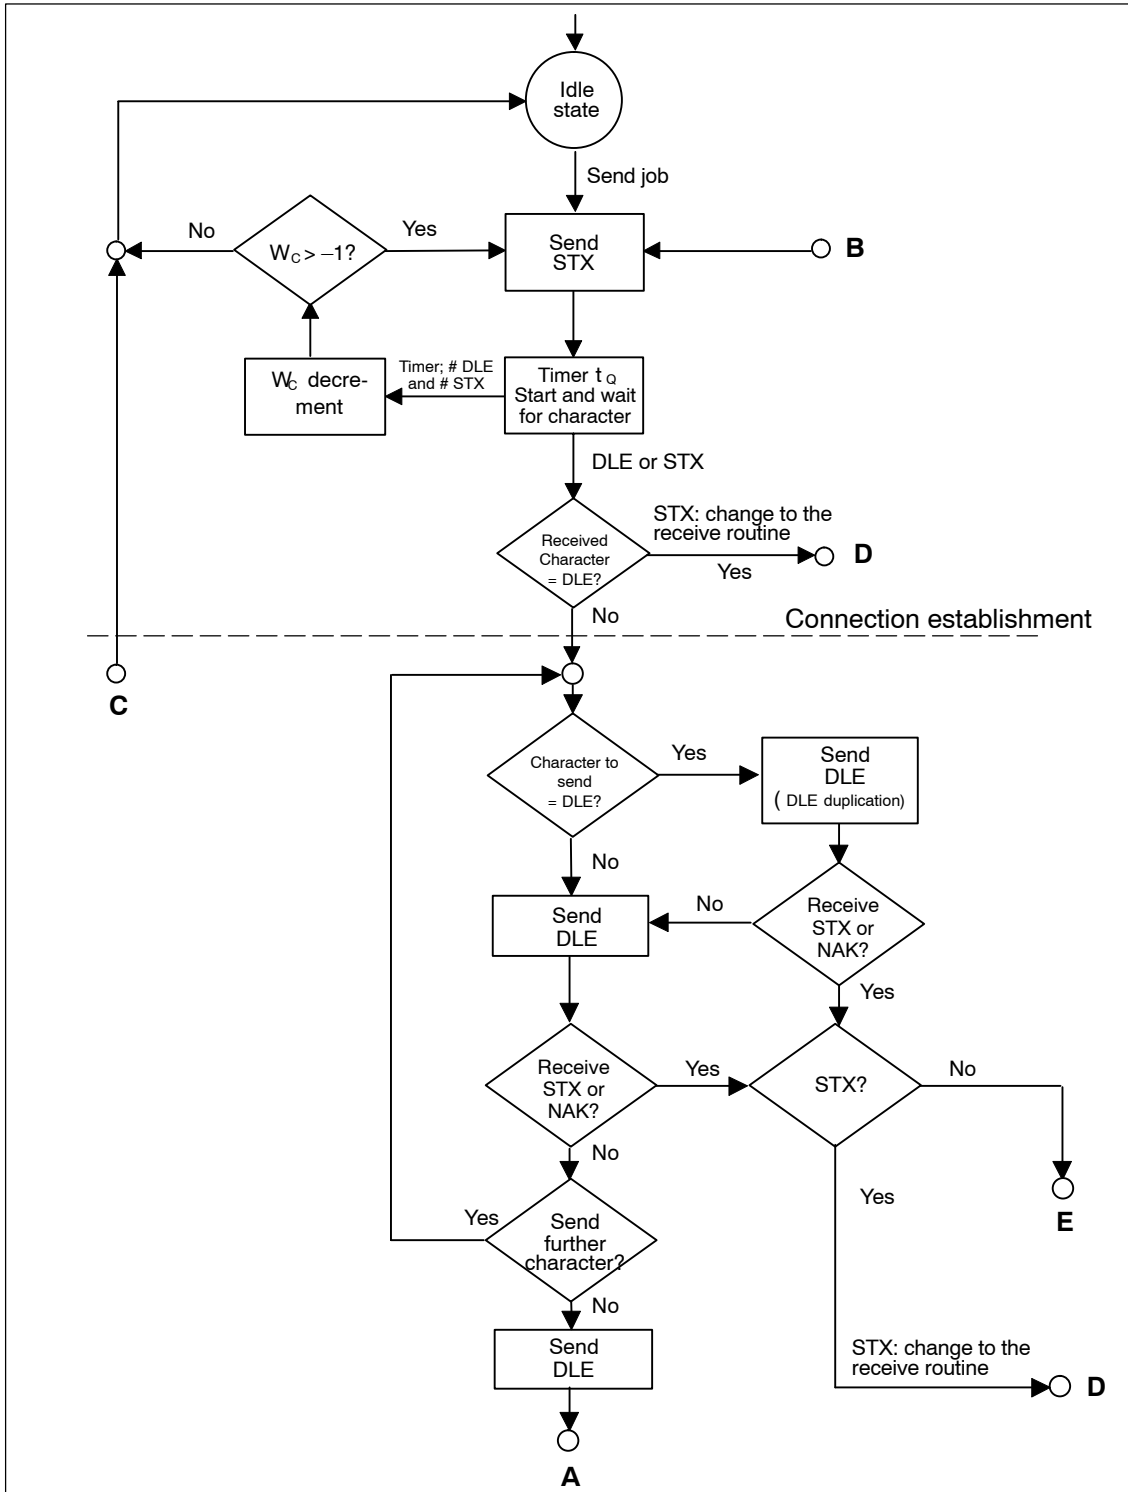 Idle
state
Send job
No
W C > –1?
Yes
Send
STX
B
W C decre-
ment
Timer; # DLE
and # STX
Timer t Q
Start and wait
for character
DLE or STX
Received
Character
= DLE?
STX: change to the
receive routine
Yes
D
No
Connection establishment
C
Character to
send
= DLE?
Yes
Send
DLE
( DLE duplication)
No
Send
DLE
No
Receive
STX or
NAK?
Yes
Receive
STX or
NAK?
Yes
STX?
No
No
Yes
E
Yes
Send
further
character?
No
Send
DLE
STX: change to the
receive routine
D
A